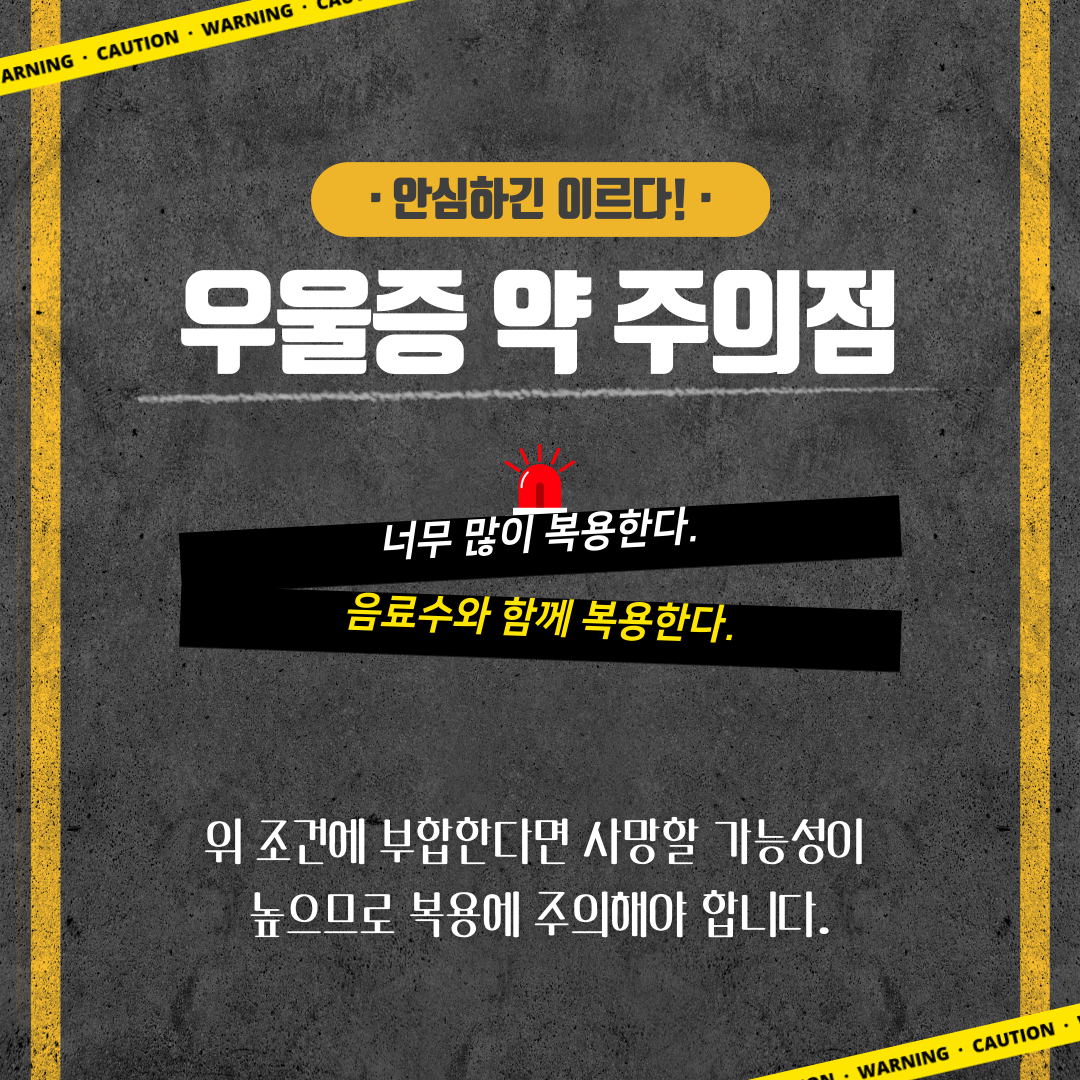 ARNING · CAUTION · WARNING · CAU
· 안심하긴 이르다! ·
우울증 약 주의점
너무 많이 복용한다.
음료수와 함께 복용한다.
위 조건에 부합한다면 사망할 가능성이
높으므로 복용에 주의해야 합니다.
ON · WARNING · CAUTION ·